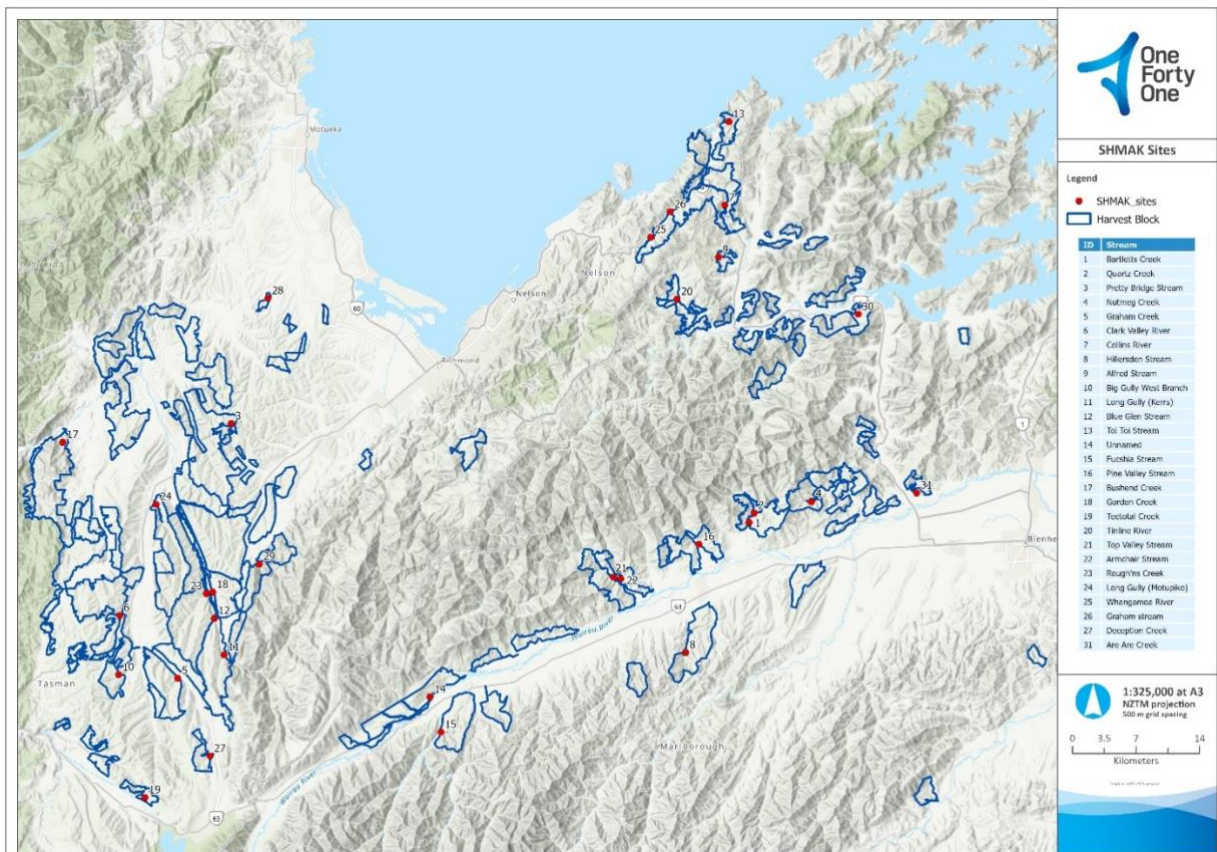 One
Forty
One
SHMAK Sites
Legend
SHMAK_sites
Harvest Block
ID Stream
1 Bartletts Creek
2 Quartz Creek
3 Pretty Bridge Stream
4 Nutmeg Creek
5 Graham Creek
6 Clark Valley River
7 Collins River
8 Hillersden Stream
9 Alfred Stream
10 Big Gully West Branch
11 Long Gully (Kerrs)
12 Blue Glen Stream
13 Toi Toi Stream
14 Unnamed
15 Fucshia Stream
16 Pine Valley Stream
17 Bushend Creek
18 Gordon Creek
19 Teetotal Creek
20 Tinline River
21 Top Valley Stream
22 Armchair Stream
23 Rough'ns Creek
24 Long Gully (Motupiko)
25 Whangamoa River
26 Graham stream
27 Deception Creek
31 Are Are Creek
1:325,000 at A3
NZTM projection
500 m grid spacing
0 3.5 7 14
Kilometers
Motueka
13
26
25
9
Nelson
20
28
Nelson
60
30
Richmond
3
17
1
24
31
2
4
1
16
29
21
22
23
18
12
6
63
Wairau River
8
10
5
Tasman
14
15
Marlborough
27
19
Wairau River
63